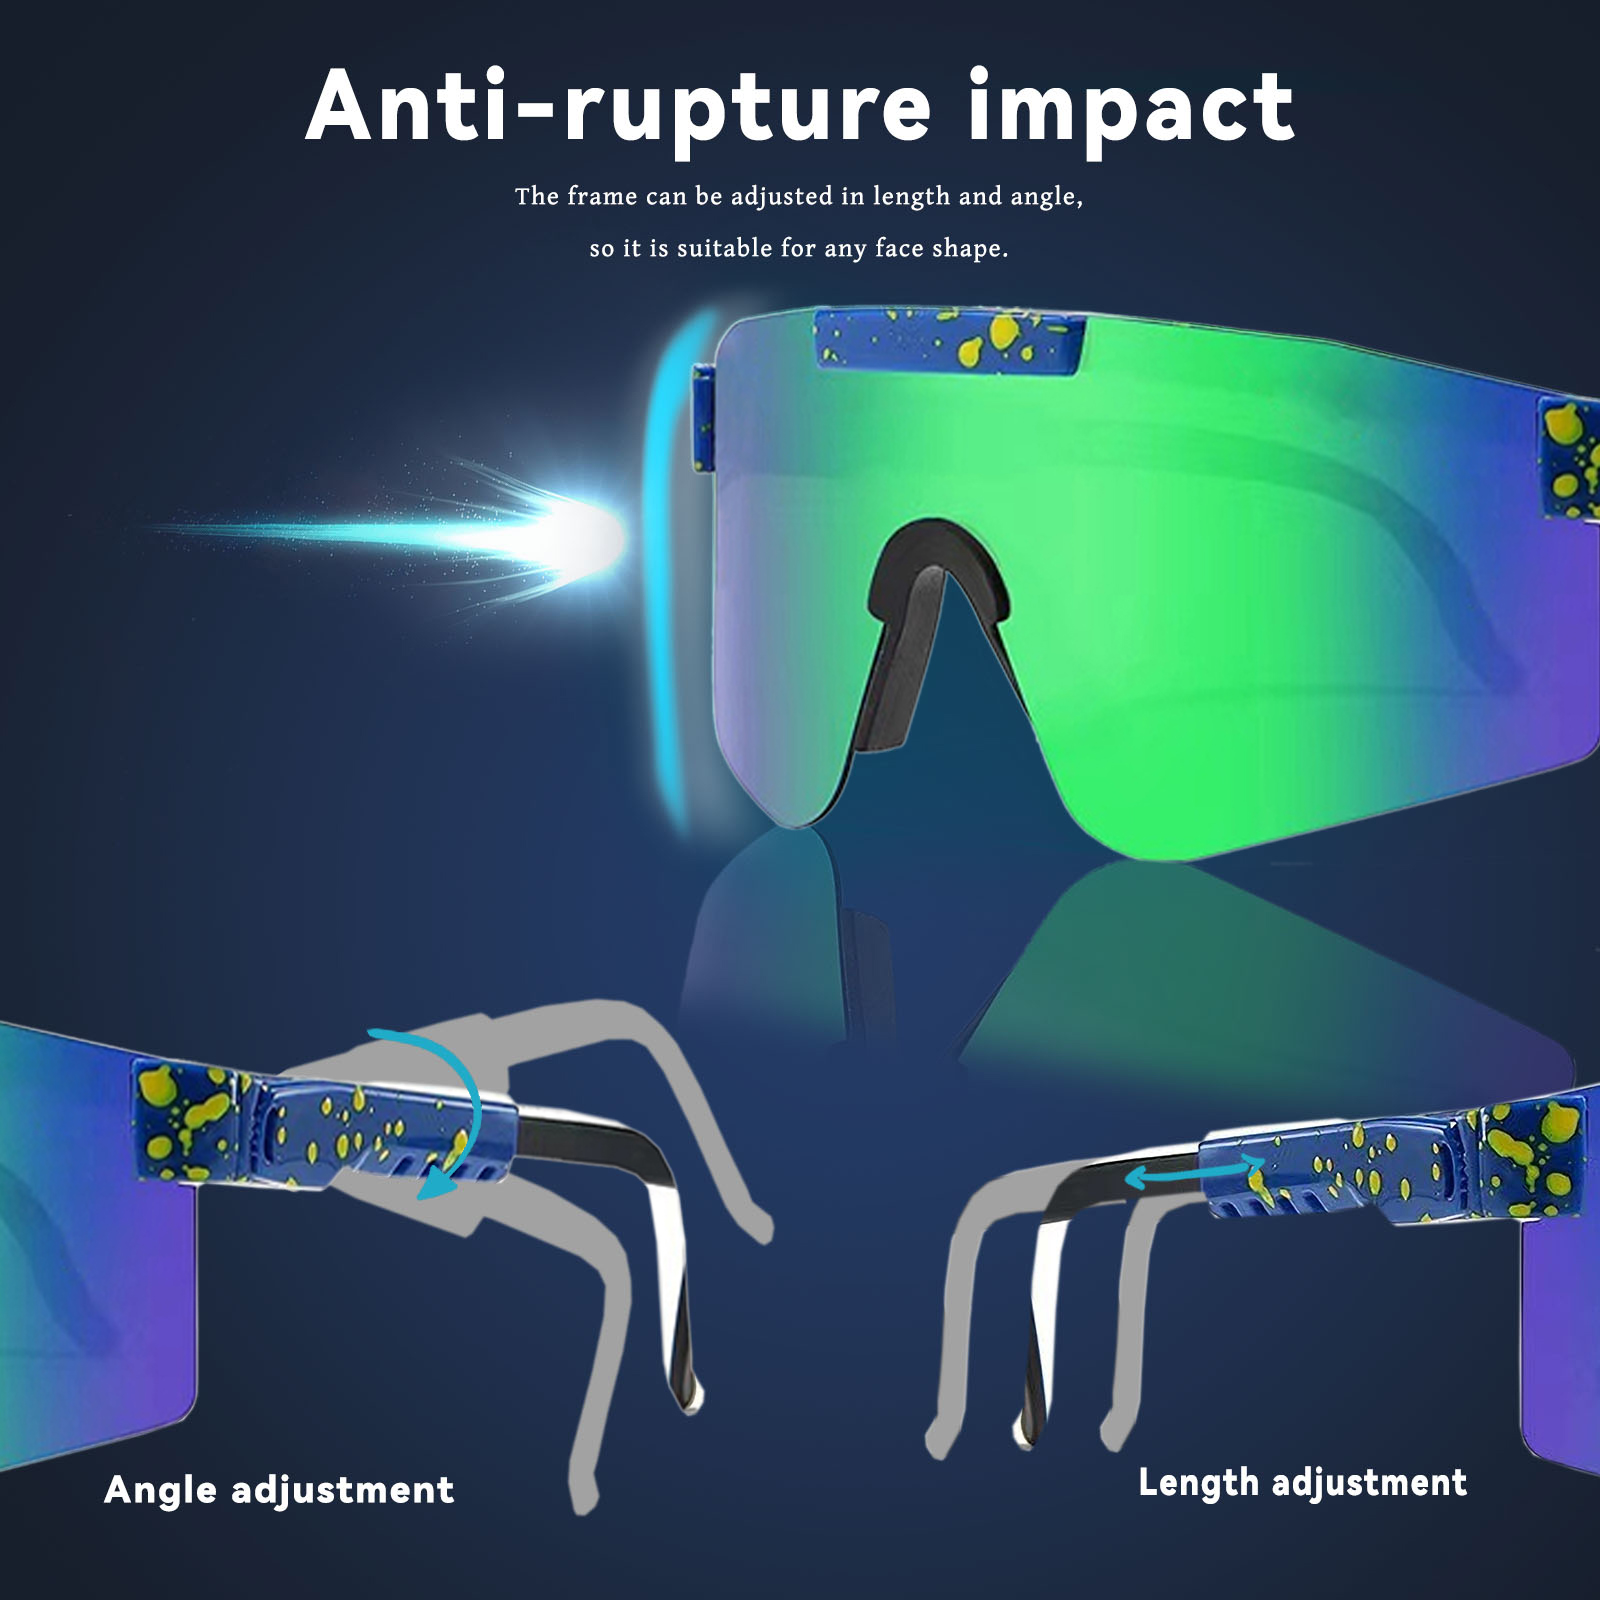 Anti-rupture impact
The frame can be adjusted in length and angle,
so it is suitable for any face shape.
Angle adjustment
Length adjustment